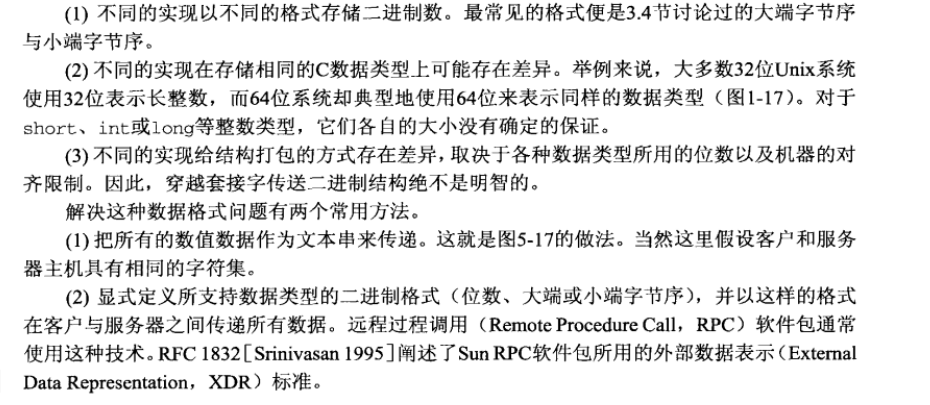 (1) 不同的实现以不同的格式存储二进制数。最常见的格式便是3.4节讨论过的大端字节序
与小端字节序。
(2) 不同的实现在存储相同的C数据类型上可能存在差异。举例来说，大多数32位Unix系统
使用32位表示长整数，而64位系统却典型地使用64位来表示同样的数据类型（图1-17）。对于
short、int或long等整数类型，它们各自的大小没有确定的保证。
(3) 不同的实现给结构打包的方式存在差异，取决于各种数据类型所用的位数以及机器的对
齐限制。因此，穿越套接字传送二进制结构绝不是明智的。
解决这种数据格式问题有两个常用方法。
(1) 把所有的数值数据作为文本串来传递。这就是图5-17的做法。当然这里假设客户和服务
器主机具有相同的字符集。
(2) 显式定义所支持数据类型的二进制格式（位数、大端或小端字节序），并以这样的格式
在客户与服务器之间传递所有数据。远程过程调用（Remote Procedure Call，RPC）软件包通常
使用这种技术。RFC 1832［Srinivasan 1995］阐述了Sun RPC软件包所用的外部数据表示（External
Data Representation，XDR）标准。